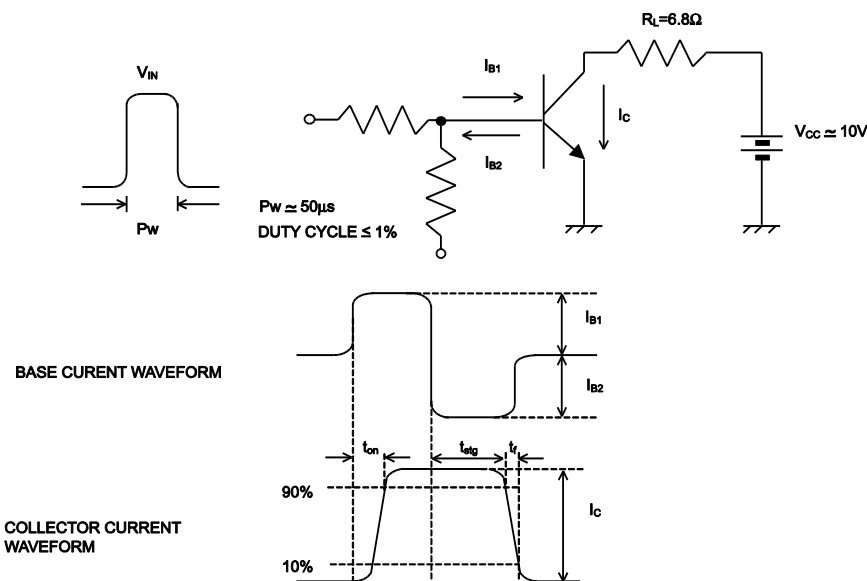 RL=6.8Ω
VIN
IB1
IC
VCC ≃ 10V
IB2
PW ≃ 50μs
DUTY CYCLE ≤ 1%
PW
IB1
BASE CURENT WAVEFORM
IB2
ton
tstg
tf
90%
COLLECTOR CURRENT
WAVEFORM
IC
10%